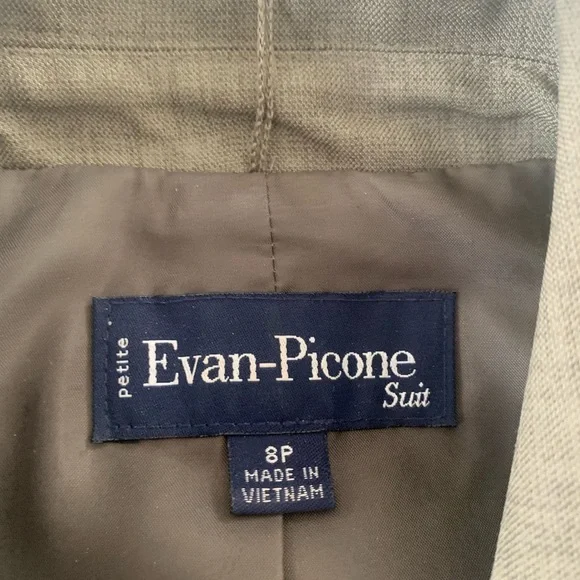 petite
Evan-Picone
Suit
8P
MADE IN
VIETNAM